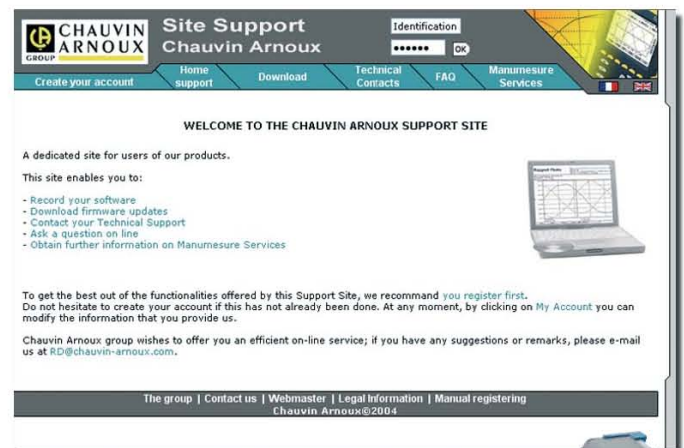 CHAUVIN
ARNOUX
GROUP
Site Support
Chauvin Arnoux
Identification
••••••
OK
Create your account
Home
support
Download
Technical
Contacts
FAQ
Manumesure
Services
WELCOME TO THE CHAUVIN ARNOUX SUPPORT SITE
A dedicated site for users of our products.
This site enables you to:
- Record your software
- Download firmware updates
- Contact your Technical Support
- Ask a question on line
- Obtain further information on Manumesure Services
To get the best out of the functionalities offered by this Support Site, we recommand you register first.
Do not hesitate to create your account if this has not already been done. At any moment, by clicking on My Account you can
modify the information that you provide us.
Chauvin Arnoux group wishes to offer you an efficient on-line service; if you have any suggestions or remarks, please e-mail
us at RD@chauvin-arnoux.com.
The group | Contact us | Webmaster | Legal Information | Manual registering
Chauvin Arnoux©2004